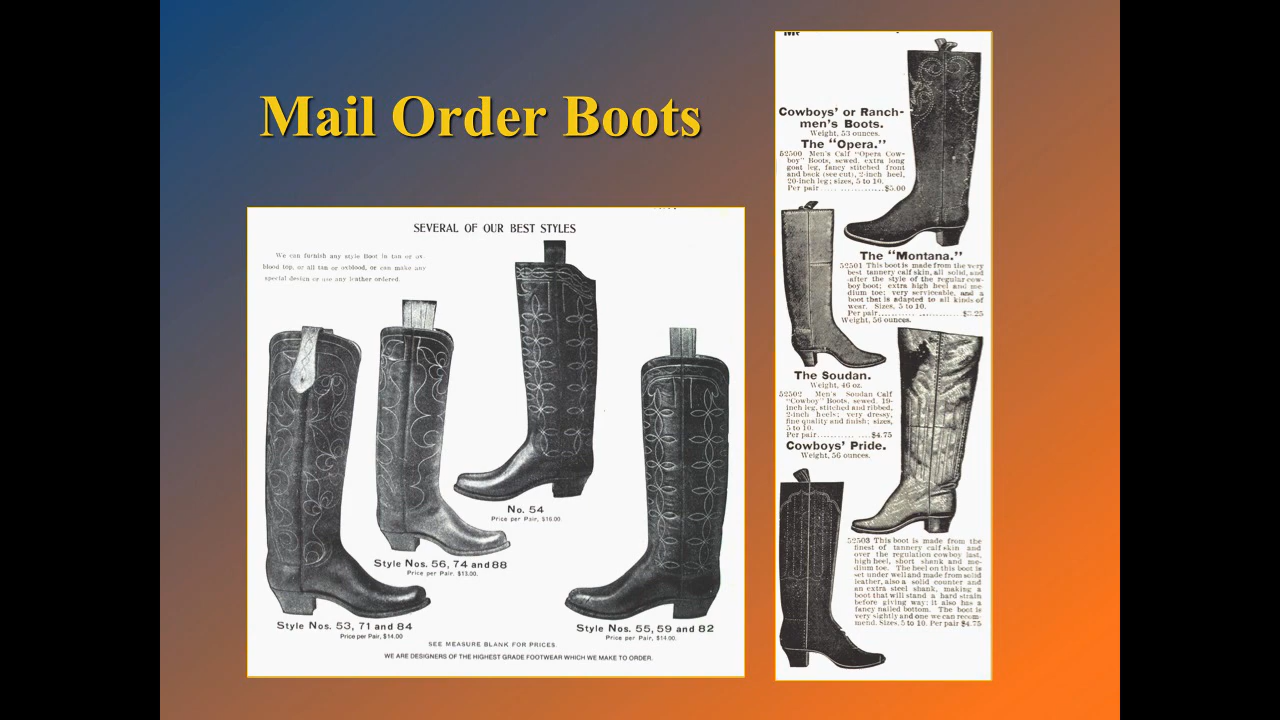 Mail Order Boots
SEVERAL OF OUR BEST STYLES
We can furnish any style Boot in tan or ox-
blood top, or all tan or oxblood, or can make any
special design or use any leather ordered.
No. 54
Price per Pair, $16.00
Style Nos. 56, 74 and 88
Price per Pair. $13.00.
Style Nos. 53, 71 and 84
Price per Pair, $14.00
Style Nos. 55, 59 and 82
Price per Pair, $14.00.
SEE MEASURE BLANK FOR PRICES.
WE ARE DESIGNERS OF THE HIGHEST GRADE FOOTWEAR WHICH WE MAKE TO ORDER.
Cowboys' or Ranch-
men's Boots.
Weight, 53 ounces.
The "Opera."
52500 Men's Calf "Opera Cow-
boy" Boots, sewed, extra long
goat leg, fancy stitched front
and back (see cut), 2-inch heel,
20-inch leg; sizes, 5 to 10.
Per pair..............$5.00
The "Montana."
52501 This boot is made from the very
best tannery calf skin, all solid, and
after the style of the regular cow-
boy boot; extra high heel and me-
dium toe; very serviceable, and a
boot that is adapted to all kinds of
wear. Sizes, 5 to 10.
Per pair
Weight, 56 ounces.
The Soudan.
Weight, 46 oz.
52502 Men's Soudan Calf
"Cowboy" Boots, sewed, 19-
inch leg, stitched and ribbed,
2-inch heels; very dressy,
fine quality and finish; sizes,
5 to 10.
Per pair............$4.75
Cowboys' Pride.
Weight, 56 ounces.
52503 This boot is made from the
finest of tannery calf skin and
over the regulation cowboy last,
high heel, short shank and me-
dium toe. The heel on this boot is
set under well and made from solid
leather, also a solid counter and
an extra steel shank, making a
boot that will stand a hard strain
before giving way; it also has a
fancy nailed bottom. The boot is
very sightly and one we can recom-
mend. Sizes, 5 to 10. Per pair $4.75